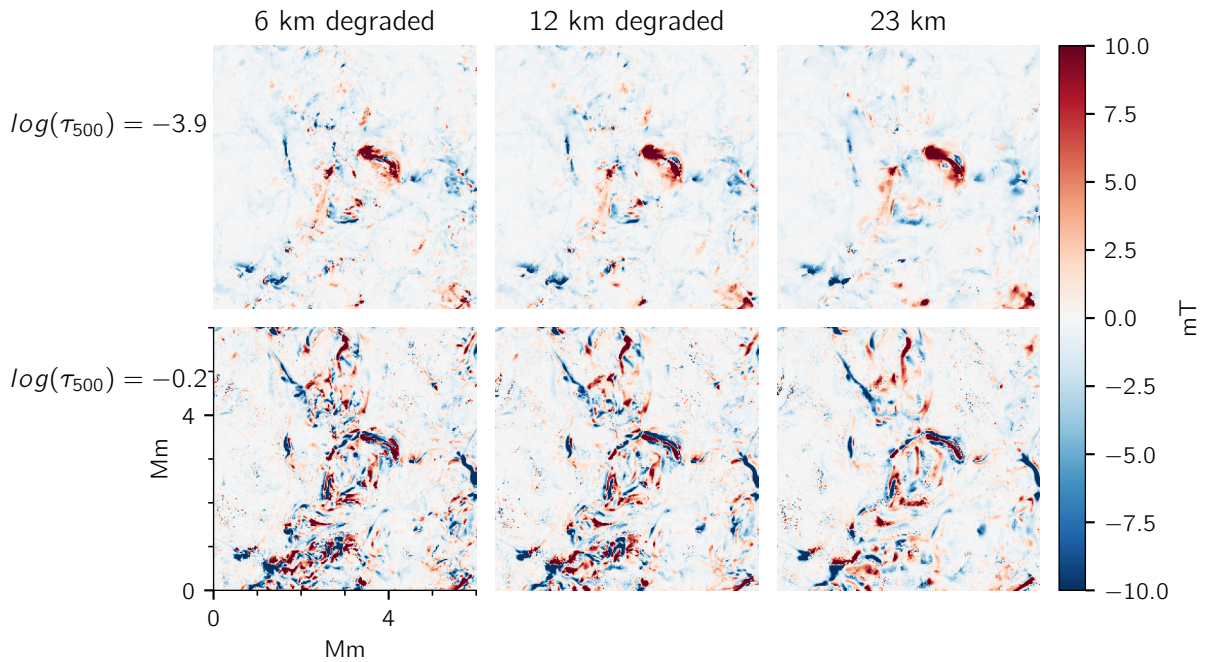 6 km degraded
12 km degraded
23 km
log(τ500) = −3.9
log(τ500) = −0.2
4
0
Mm
0
4
Mm
10.0
7.5
5.0
2.5
0.0
−2.5
−5.0
−7.5
−10.0
mT